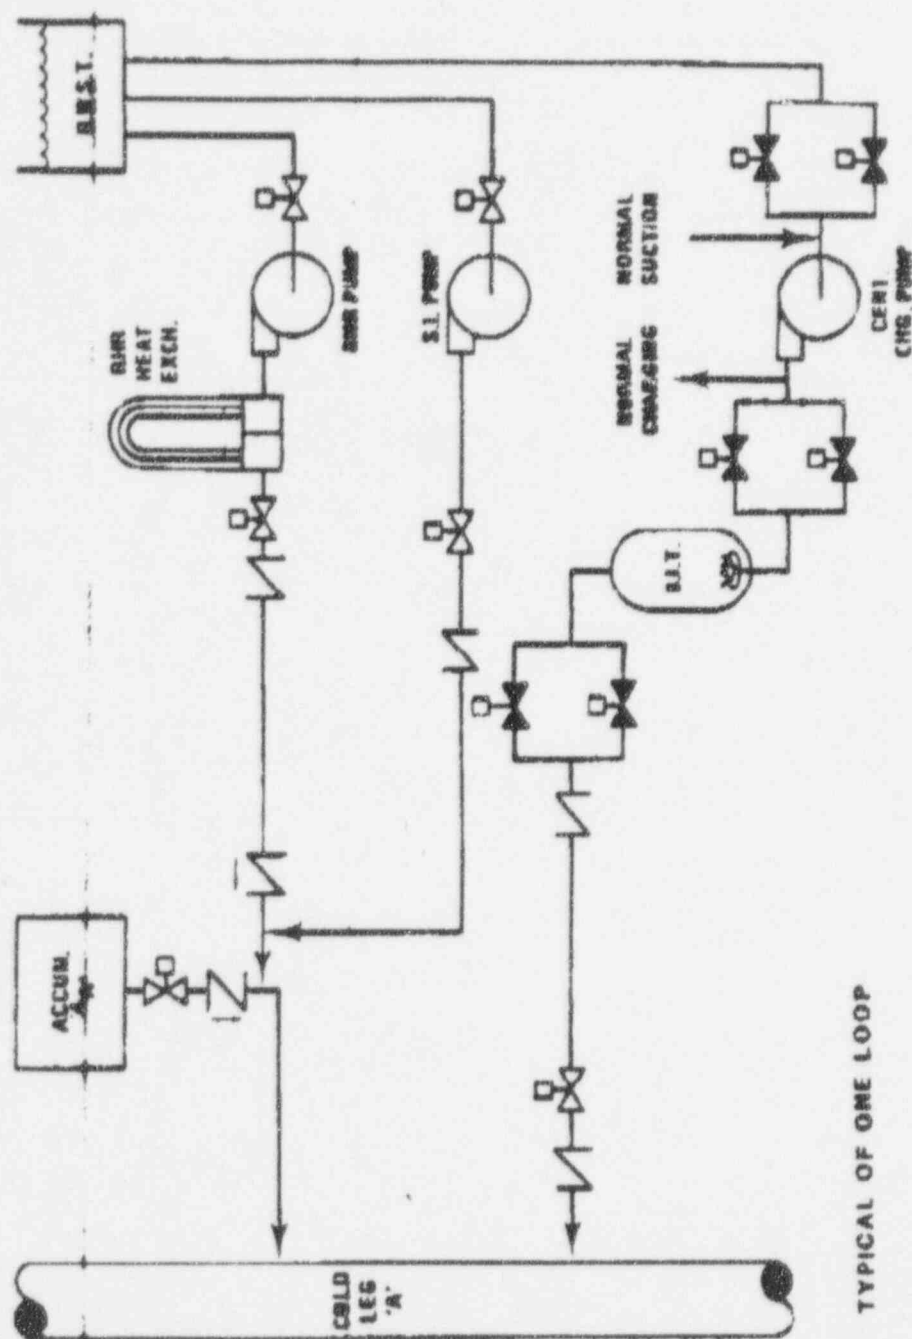 R.W.S.T.
RHR
HEAT
EXCH.
RHR PUMP
S.I. PUMP
NORMAL
SUCTION
NORMAL
CHARGING
CENT
CHG. PUMP
B.I.T.
ACCUM.
COLD
LEG
'A'
TYPICAL OF ONE LOOP